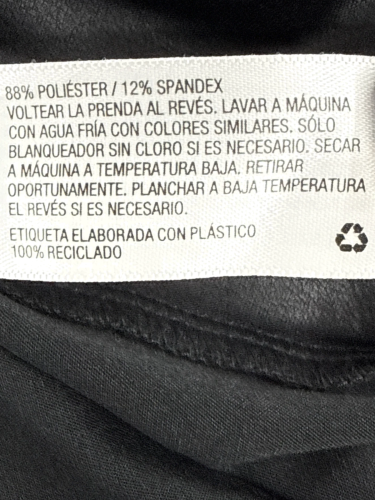 88% POLIÉSTER / 12% SPANDEX
VOLTEAR LA PRENDA AL REVÉS. LAVAR A MÁQUINA
CON AGUA FRÍA CON COLORES SIMILARES. SÓLO
BLANQUEADOR SIN CLORO SI ES NECESARIO. SECAR
A MÁQUINA A TEMPERATURA BAJA. RETIRAR
OPORTUNAMENTE. PLANCHAR A BAJA TEMPERATURA
EL REVÉS SI ES NECESARIO.
ETIQUETA ELABORADA CON PLÁSTICO
100% RECICLADO